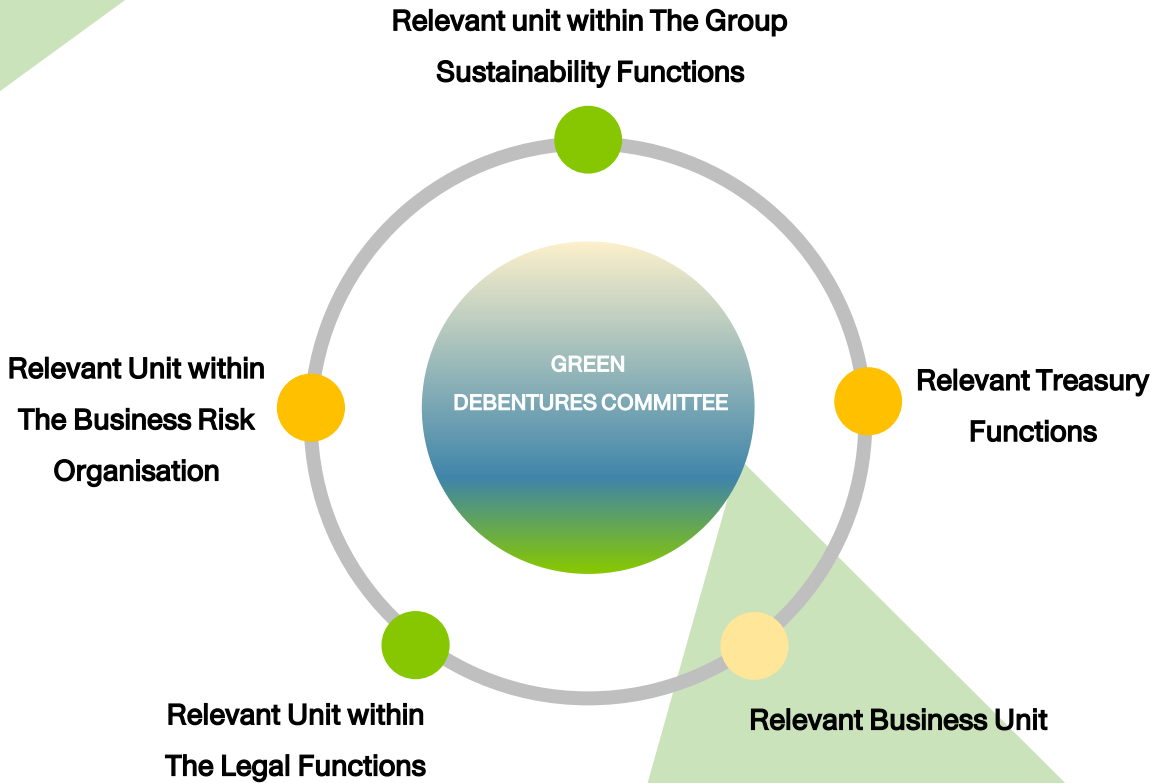 Relevant unit within The Group
Sustainability Functions
GREEN
DEBENTURES COMMITTEE
Relevant Unit within
The Business Risk
Organisation
Relevant Treasury
Functions
Relevant Unit within
The Legal Functions
Relevant Business Unit